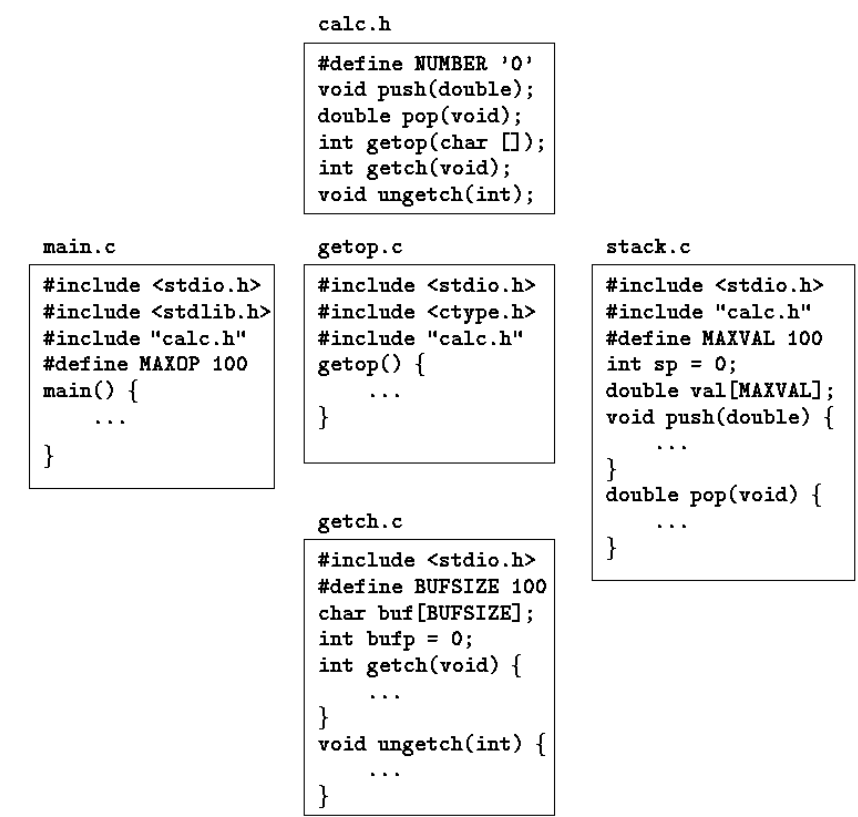 calc.h
#define NUMBER '0'
void push(double);
double pop(void);
int getop(char []);
int getch(void);
void ungetch(int);
main.c
#include <stdio.h>
#include <stdlib.h>
#include "calc.h"
#define MAXOP 100
main() {
...
}
getop.c
#include <stdio.h>
#include <ctype.h>
#include "calc.h"
getop() {
...
}
getch.c
#include <stdio.h>
#define BUFSIZE 100
char buf[BUFSIZE];
int bufp = 0;
int getch(void) {
...
}
void ungetch(int) {
...
}
stack.c
#include <stdio.h>
#include "calc.h"
#define MAXVAL 100
int sp = 0;
double val[MAXVAL];
void push(double) {
...
}
double pop(void) {
...
}